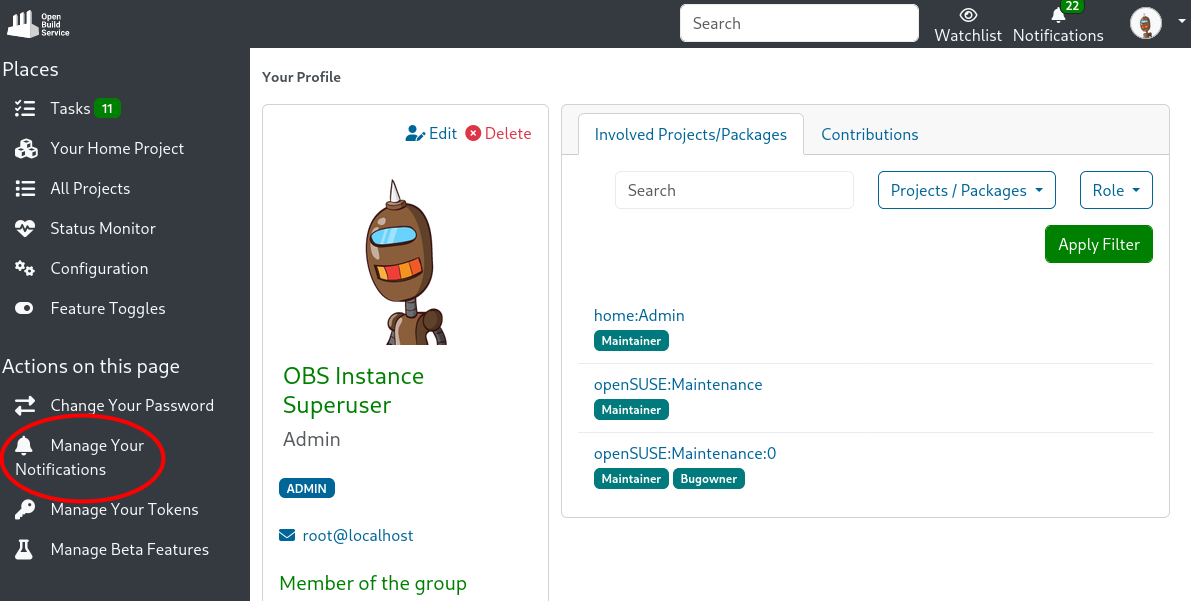 Open
Build
Service
Search
Watchlist
22
Notifications
Places
Tasks 11
Your Home Project
All Projects
Status Monitor
Configuration
Feature Toggles
Actions on this page
Change Your Password
Manage Your
Notifications
Manage Your Tokens
Manage Beta Features
Your Profile
Edit Delete
OBS Instance
Superuser
Admin
ADMIN
root@localhost
Member of the group
Involved Projects/Packages Contributions
Search Projects / Packages Role
Apply Filter
home:Admin
Maintainer
openSUSE:Maintenance
Maintainer
openSUSE:Maintenance:0
Maintainer Bugowner